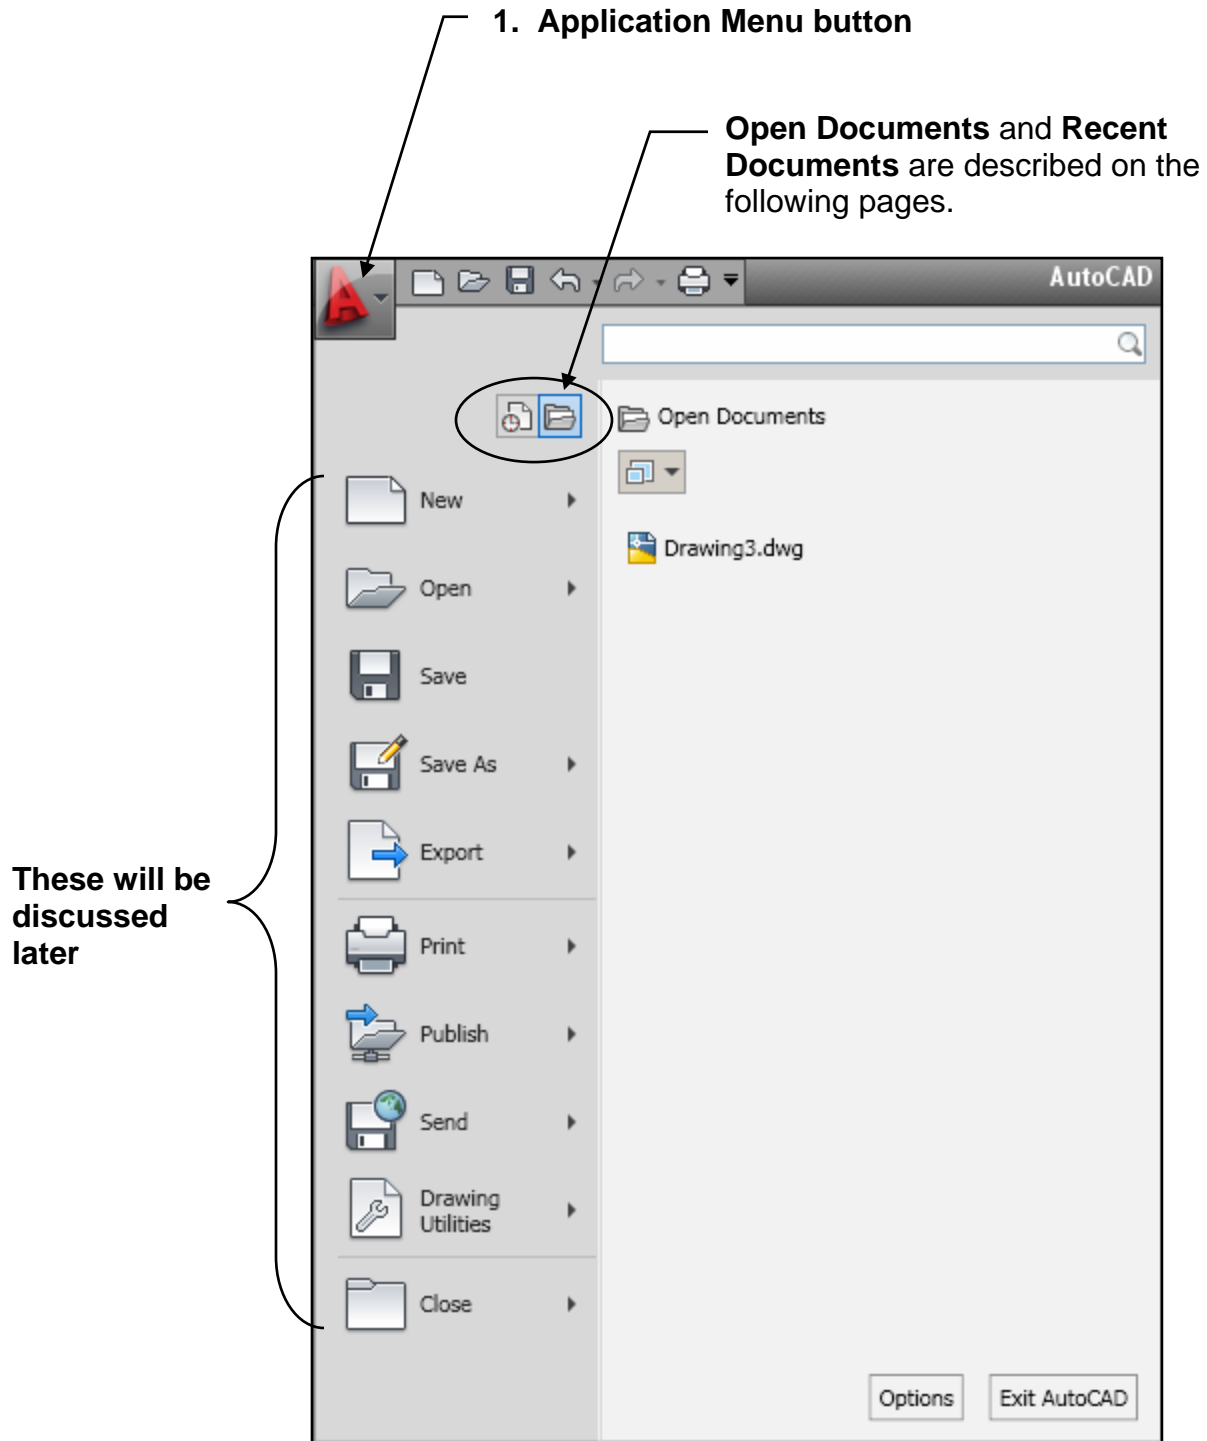 1. Application Menu button
Open Documents and Recent
Documents are described on the
following pages.
AutoCAD
Open Documents
New
Drawing3.dwg
Open
Save
Save As
Export
These will be
discussed
later
Print
Publish
Send
Drawing
Utilities
Close
Options
Exit AutoCAD